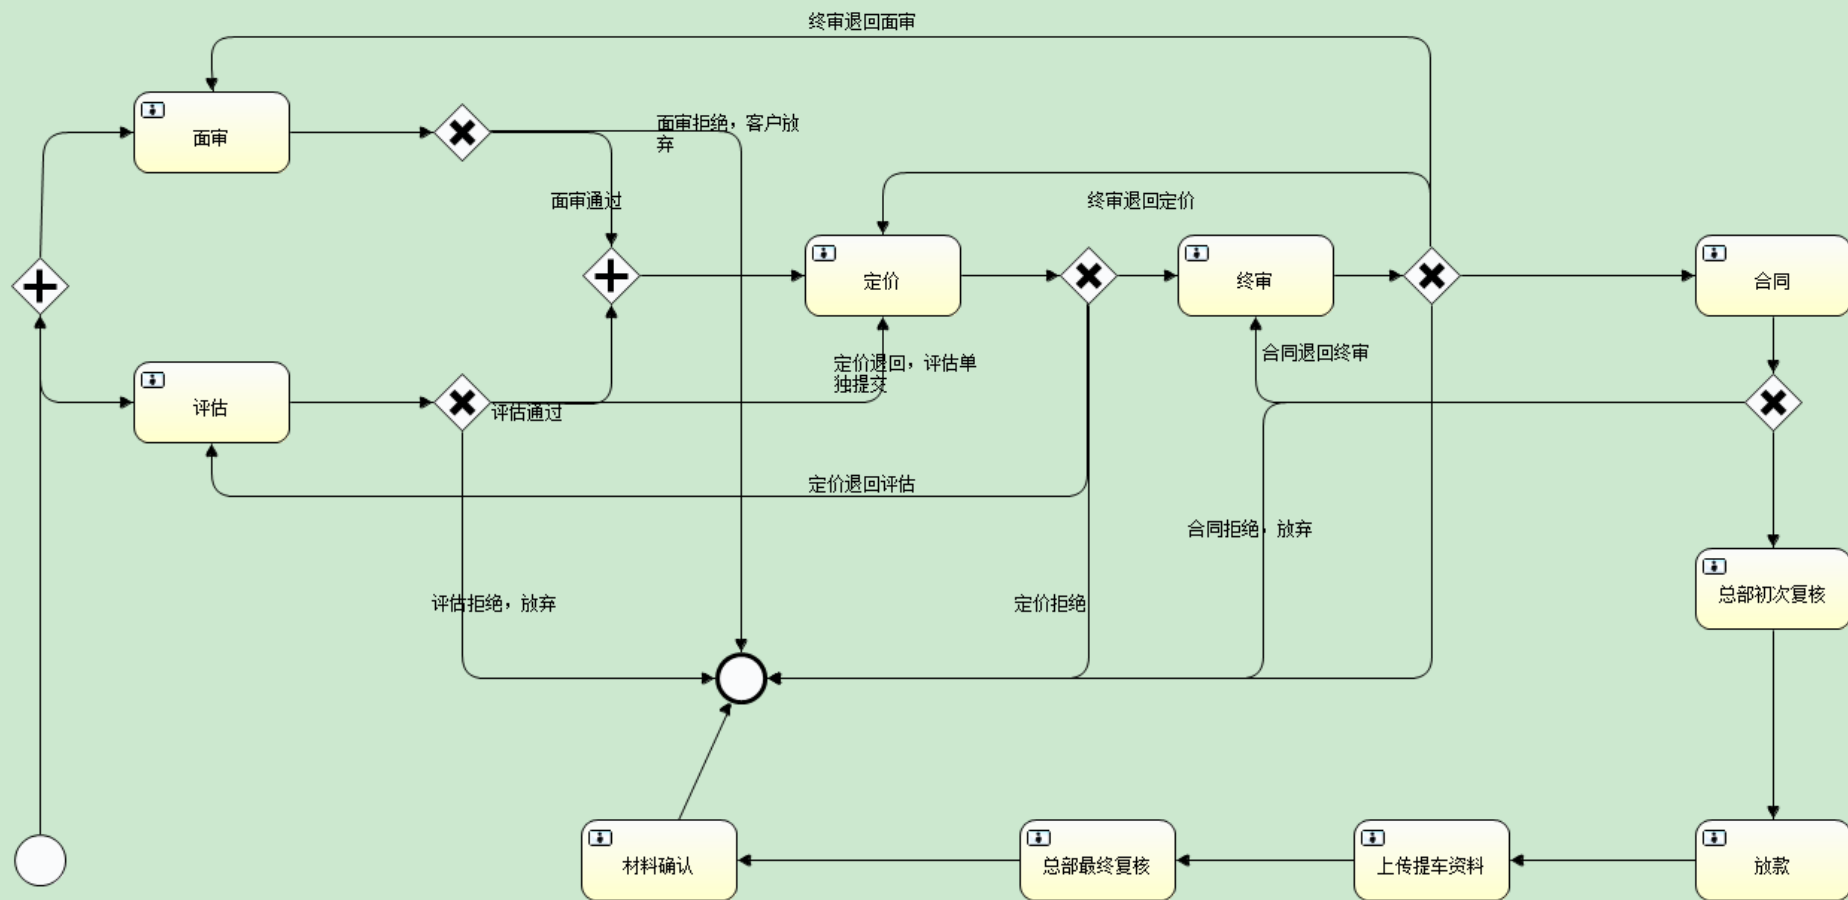 终审退回面审
面审
面审拒绝，客户放
弃
面审通过
终审退回定价
定价
终审
合同
定价退回，评估单
独提交
合同退回终审
评估
评估通过
定价退回评估
合同拒绝，放弃
评估拒绝，放弃
定价拒绝
总部初次复核
材料确认
总部最终复核
上传提车资料
放款